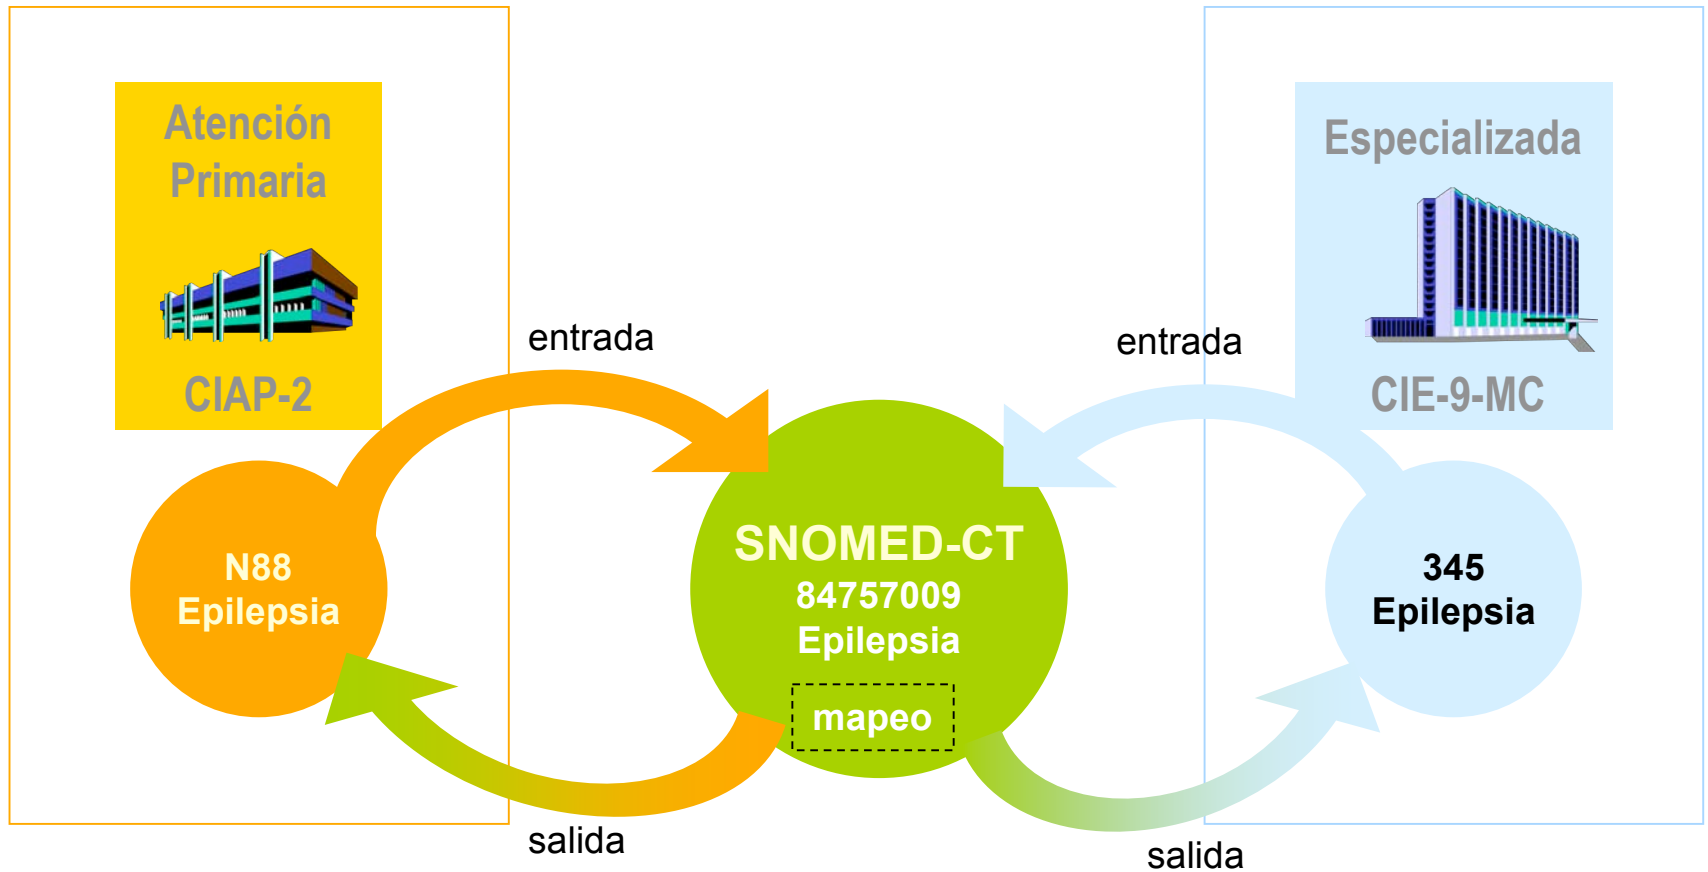 Atención
Primaria
CIAP-2
N88
Epilepsia
entrada
salida
SNOMED-CT
84757009
Epilepsia
mapeo
entrada
salida
Especializada
CIE-9-MC
345
Epilepsia